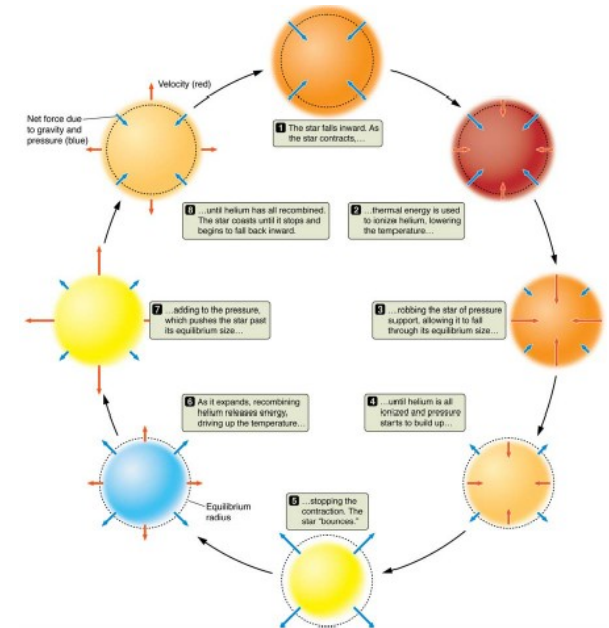 Velocity (red)
Net force due
to gravity and
pressure (blue)
1 The star falls inward. As
the star contracts,…
2 …thermal energy is used
to ionize helium, lowering
the temperature…
3 …robbing the star of pressure
support, allowing it to fall
through its equilibrium size…
4 …until helium is all
ionized and pressure
starts to build up…
5 …stopping the
contraction. The
star “bounces.”
Equilibrium
radius
6 As it expands, recombining
helium releases energy,
driving up the temperature…
7 …adding to the pressure,
which pushes the star past
its equilibrium size…
8 …until helium has all recombined.
The star coasts until it stops and
begins to fall back inward.